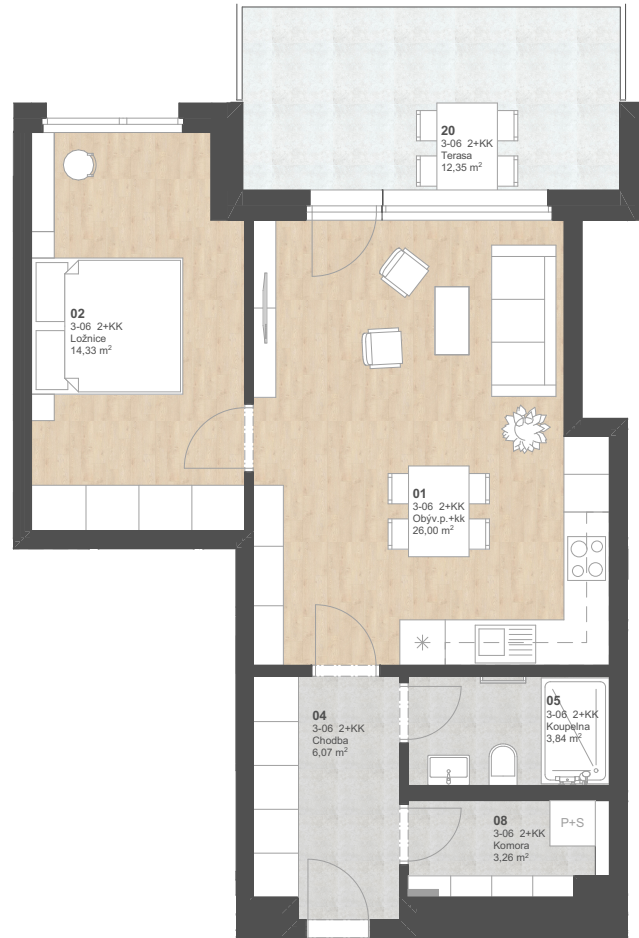 20
3-06 2+KK
Terasa
12,35 m²
02
3-06 2+KK
Ložnice
14,33 m²
01
3-06 2+KK
Obýv.p.+kk
26,00 m²
04
3-06 2+KK
Chodba
6,07 m²
05
3-06 2+KK
Koupelna
3,84 m²
08
3-06 2+KK
Komora
3,26 m²
P+S